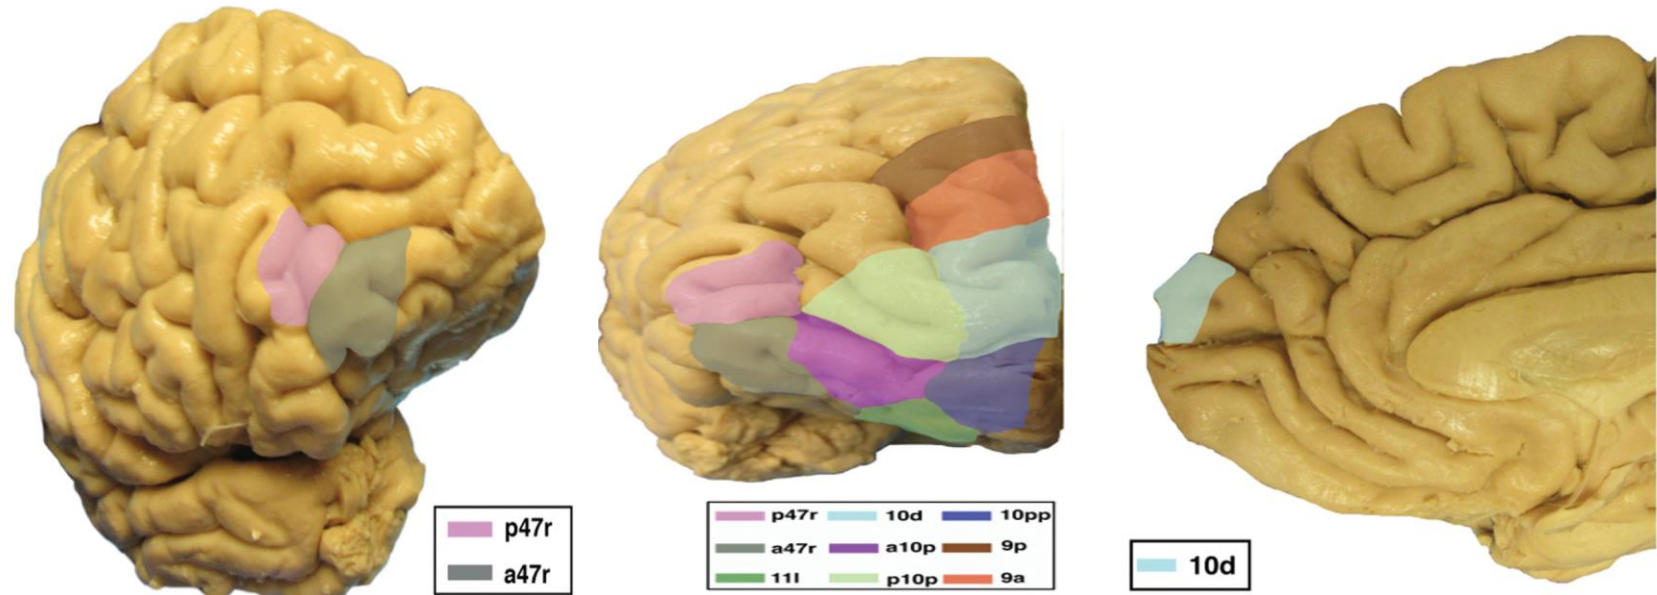 p47r
a47r
p47r 10d 10pp
a47r a10p 9p
11l p10p 9a
10d